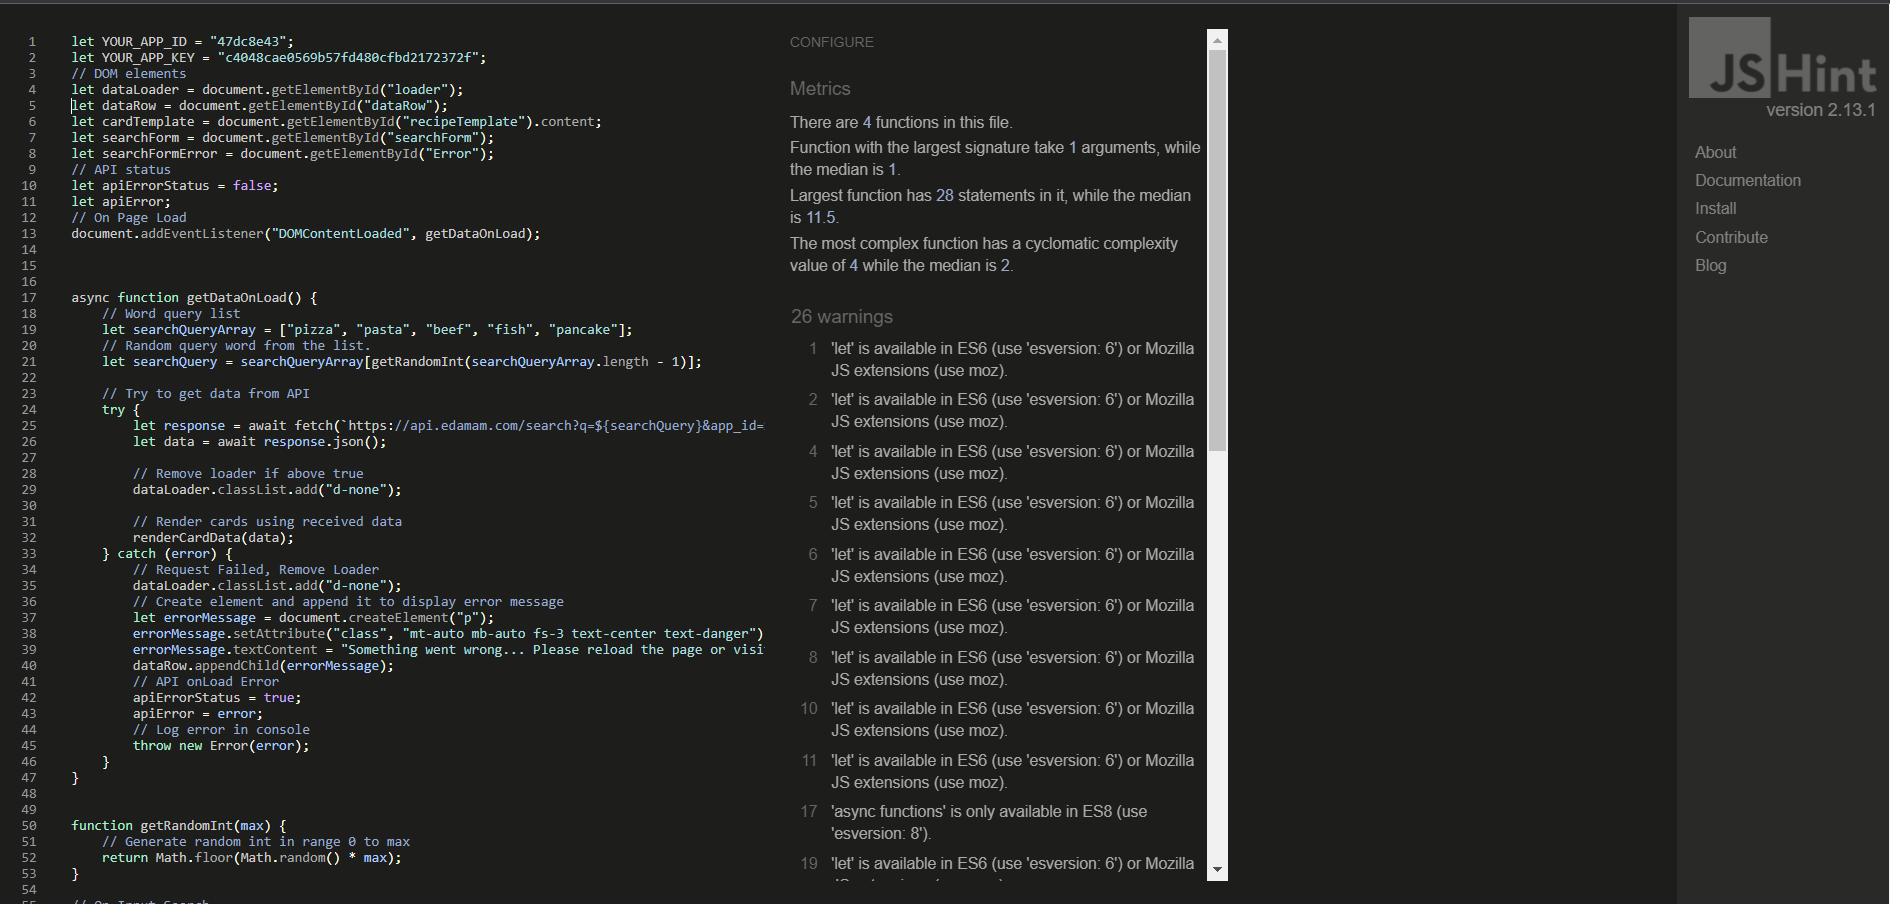 1 let YOUR_APP_ID = "47dc8e43";
2 let YOUR_APP_KEY = "c4048cae0569b57fd480cfbd2172372f";
3 // DOM elements
4 let dataLoader = document.getElementById("loader");
5 let dataRow = document.getElementById("dataRow");
6 let cardTemplate = document.getElementById("recipeTemplate").content;
7 let searchForm = document.getElementById("searchForm");
8 let searchFormError = document.getElementById("Error");
9 // API status
10 let apiErrorStatus = false;
11 let apiError;
12 // On Page Load
13 document.addEventListener("DOMContentLoaded", getDataOnLoad);
14
15
16
17 async function getDataOnLoad() {
18 // Word query list
19 let searchQueryArray = ["pizza", "pasta", "beef", "fish", "pancake"];
20 // Random query word from the list.
21 let searchQuery = searchQueryArray[getRandomInt(searchQueryArray.length - 1)];
22
23 // Try to get data from API
24 try {
25 let response = await fetch(`https://api.edamam.com/search?q=${searchQuery}&app_id=
26 let data = await response.json();
27
28 // Remove loader if above true
29 dataLoader.classList.add("d-none");
30
31 // Render cards using received data
32 renderCardData(data);
33 } catch (error) {
34 // Request Failed, Remove Loader
35 dataLoader.classList.add("d-none");
36 // Create element and append it to display error message
37 let errorMessage = document.createElement("p");
38 errorMessage.setAttribute("class", "mt-auto mb-auto fs-3 text-center text-danger")
39 errorMessage.textContent = "Something went wrong... Please reload the page or visi
40 dataRow.appendChild(errorMessage);
41 // API onLoad Error
42 apiErrorStatus = true;
43 apiError = error;
44 // Log error in console
45 throw new Error(error);
46 }
47 }
48
49
50 function getRandomInt(max) {
51 // Generate random int in range 0 to max
52 return Math.floor(Math.random() * max);
53 }
54
55 // On Input Search
CONFIGURE
Metrics
There are 4 functions in this file.
Function with the largest signature take 1 arguments, while
the median is 1.
Largest function has 28 statements in it, while the median
is 11.5.
The most complex function has a cyclomatic complexity
value of 4 while the median is 2.
26 warnings
1 'let' is available in ES6 (use 'esversion: 6') or Mozilla
JS extensions (use moz).
2 'let' is available in ES6 (use 'esversion: 6') or Mozilla
JS extensions (use moz).
4 'let' is available in ES6 (use 'esversion: 6') or Mozilla
JS extensions (use moz).
5 'let' is available in ES6 (use 'esversion: 6') or Mozilla
JS extensions (use moz).
6 'let' is available in ES6 (use 'esversion: 6') or Mozilla
JS extensions (use moz).
7 'let' is available in ES6 (use 'esversion: 6') or Mozilla
JS extensions (use moz).
8 'let' is available in ES6 (use 'esversion: 6') or Mozilla
JS extensions (use moz).
10 'let' is available in ES6 (use 'esversion: 6') or Mozilla
JS extensions (use moz).
11 'let' is available in ES6 (use 'esversion: 6') or Mozilla
JS extensions (use moz).
17 'async functions' is only available in ES8 (use
'esversion: 8').
19 'let' is available in ES6 (use 'esversion: 6') or Mozilla
JSHint
version 2.13.1
About
Documentation
Install
Contribute
Blog